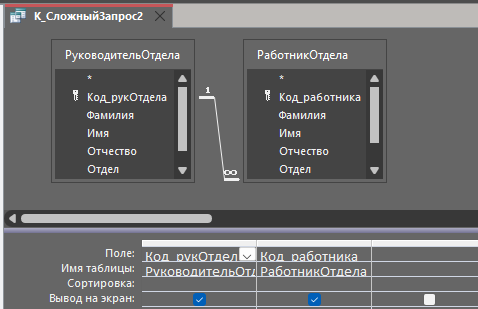 К_СложныйЗапрос2
РуководительОтдела
*
Код_рукОтдела
Фамилия
Имя
Отчество
Отдел
1
∞
РаботникОтдела
*
Код_работника
Фамилия
Имя
Отчество
Отдел
Поле: Код_рукОтдел Код_работника
Имя таблицы: РуководительОтд РаботникОтдела
Сортировка:
Вывод на экран: